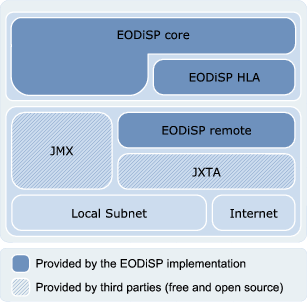 EODiSP core
EODiSP HLA
EODiSP remote
JMX
JXTA
Local Subnet
Internet
Provided by the EODiSP implementation
Provided by third parties (free and open source)